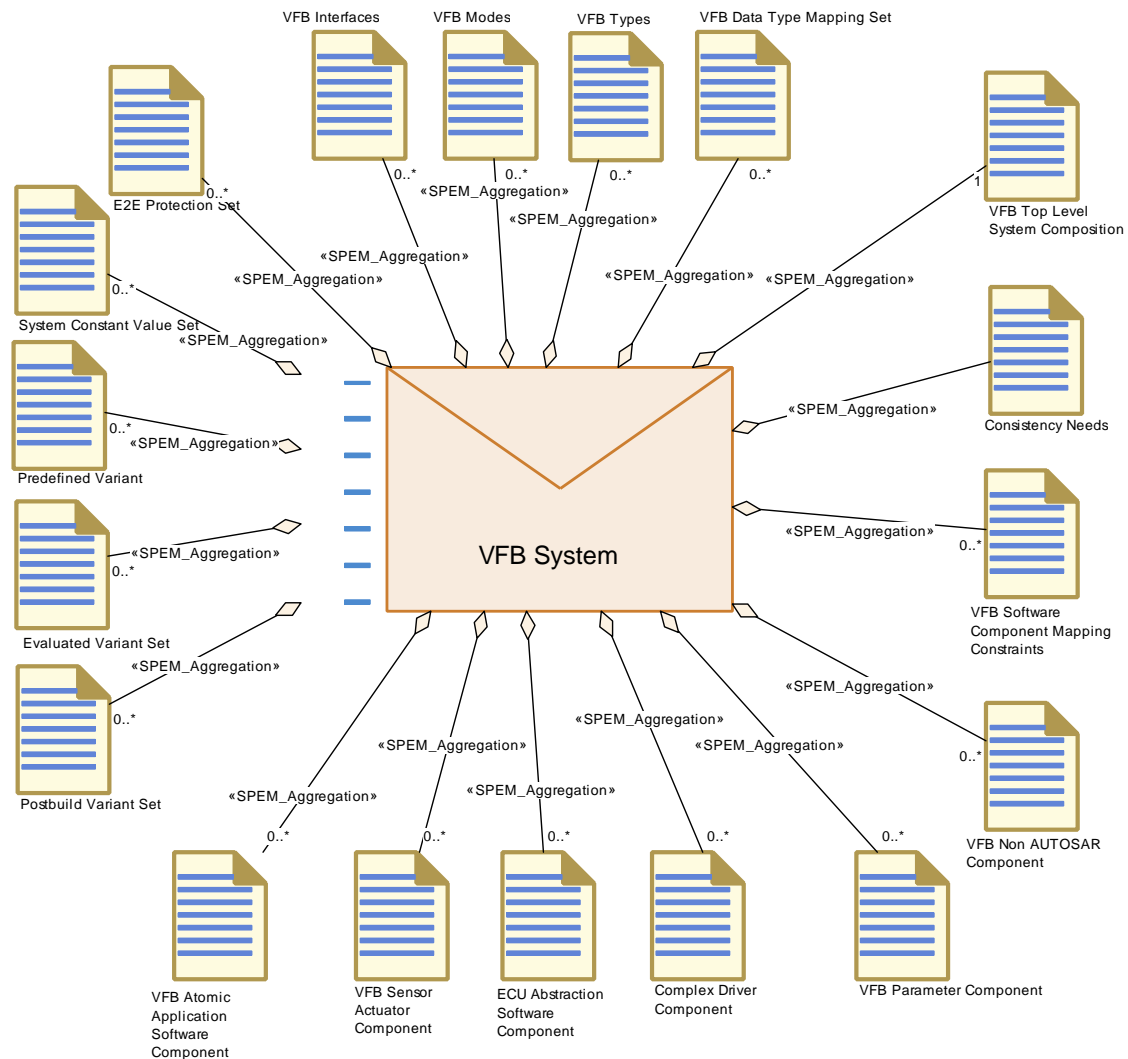 VFB Interfaces
VFB Modes
VFB Types
VFB Data Type Mapping Set
0..*
0..*
0..*
0..*
1
0..*
E2E Protection Set
VFB Top Level
System Composition
«SPEM_Aggregation»
«SPEM_Aggregation»
«SPEM_Aggregation»
«SPEM_Aggregation»
«SPEM_Aggregation»
«SPEM_Aggregation»
0..*
System Constant Value Set
«SPEM_Aggregation»
«SPEM_Aggregation»
Consistency Needs
0..*
«SPEM_Aggregation»
Predefined Variant
«SPEM_Aggregation»
0..*
VFB System
«SPEM_Aggregation»
0..*
Evaluated Variant Set
VFB Software
Component Mapping
Constraints
«SPEM_Aggregation»
0..*
Postbuild Variant Set
«SPEM_Aggregation»
0..*
VFB Non AUTOSAR
Component
«SPEM_Aggregation»
«SPEM_Aggregation»
«SPEM_Aggregation»
«SPEM_Aggregation»
«SPEM_Aggregation»
0..*
0..*
0..*
0..*
0..*
VFB Atomic
Application
Software
Component
VFB Sensor
Actuator
Component
ECU Abstraction
Software
Component
Complex Driver
Component
VFB Parameter Component